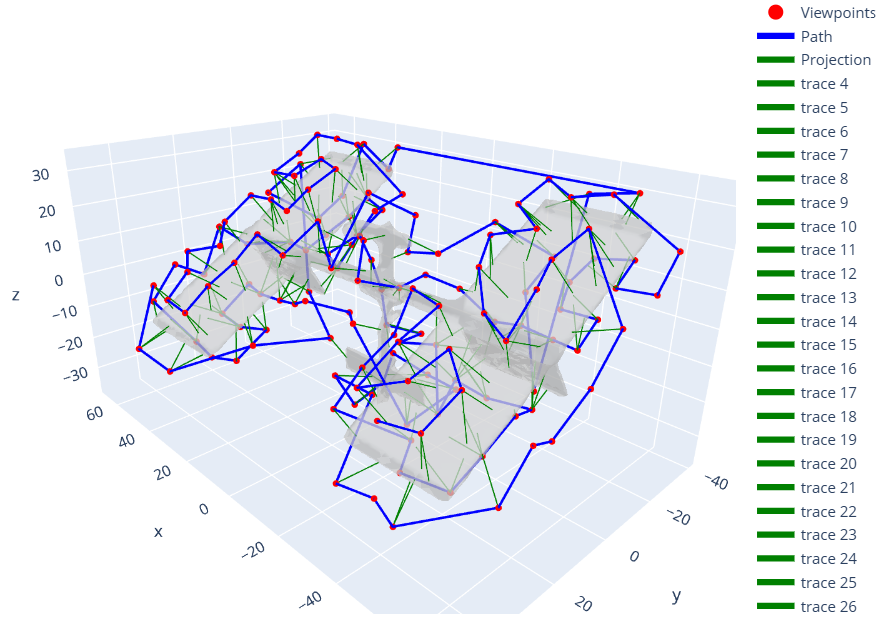 Viewpoints
Path
Projection
trace 4
trace 5
trace 6
trace 7
trace 8
trace 9
trace 10
trace 11
trace 12
trace 13
trace 14
trace 15
trace 16
trace 17
trace 18
trace 19
trace 20
trace 21
trace 22
trace 23
trace 24
trace 25
trace 26
30
20
10
0
−10
−20
−30
z
60
40
20
0
−20
−40
x
−40
−20
0
20
y